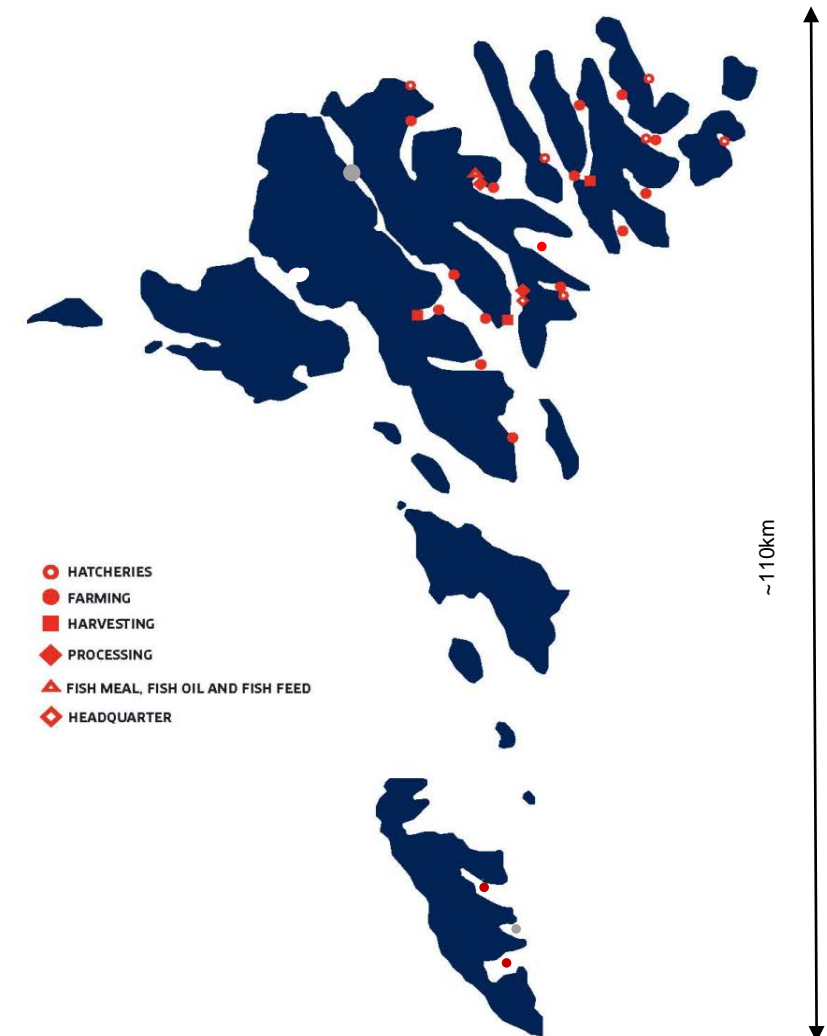 ~110km
HATCHERIES
FARMING
HARVESTING
PROCESSING
FISH MEAL, FISH OIL AND FISH FEED
HEADQUARTER